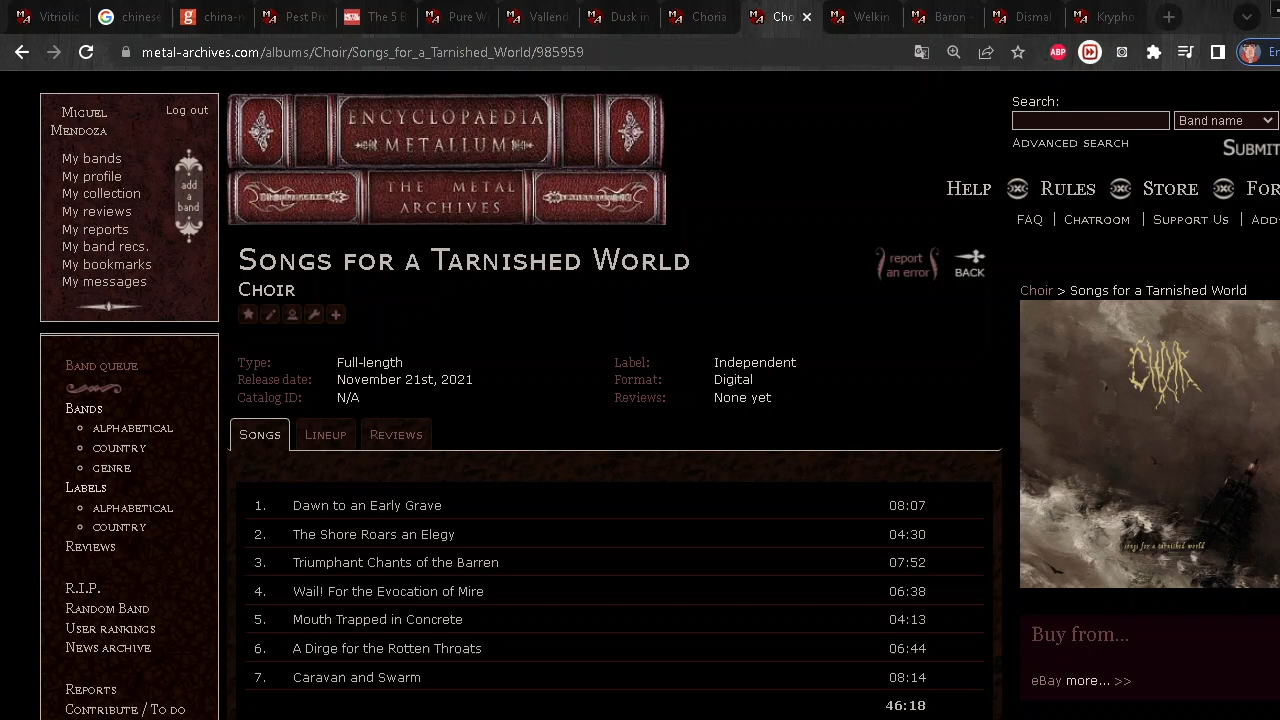 Vitriolic
chinese
china-n
Pest Pro
The 5 B
Pure W
Vallend
Dusk in
Choria
Cho
Welkin
Baron -
Dismal
Krypho
metal-archives.com/albums/Choir/Songs_for_a_Tarnished_World/985959
ABP
En
Miguel Mendoza
Log out
My bands
My profile
My collection
My reviews
My reports
My band recs.
My bookmarks
My messages
add
a
band
ENCYCLOPAEDIA
METALLUM
THE METAL
ARCHIVES
Search:
Band name
Advanced search
Submit
Help Rules Store For
FAQ | Chatroom | Support Us | Add-
Songs for a Tarnished World
Choir
report
an error
BACK
Type: Full-length
Release date: November 21st, 2021
Catalog ID: N/A
Label: Independent
Format: Digital
Reviews: None yet
Songs Lineup Reviews
1. Dawn to an Early Grave 08:07
2. The Shore Roars an Elegy 04:30
3. Triumphant Chants of the Barren 07:52
4. Wail! For the Evocation of Mire 06:38
5. Mouth Trapped in Concrete 04:13
6. A Dirge for the Rotten Throats 06:44
7. Caravan and Swarm 08:14
46:18
Band queue
Bands
alphabetical
country
genre
Labels
alphabetical
country
Reviews
R.I.P.
Random Band
User rankings
News archive
Reports
Contribute / To do
Choir > Songs for a Tarnished World
CHOIR
songs for a tarnished world
Buy from...
eBay more... >>